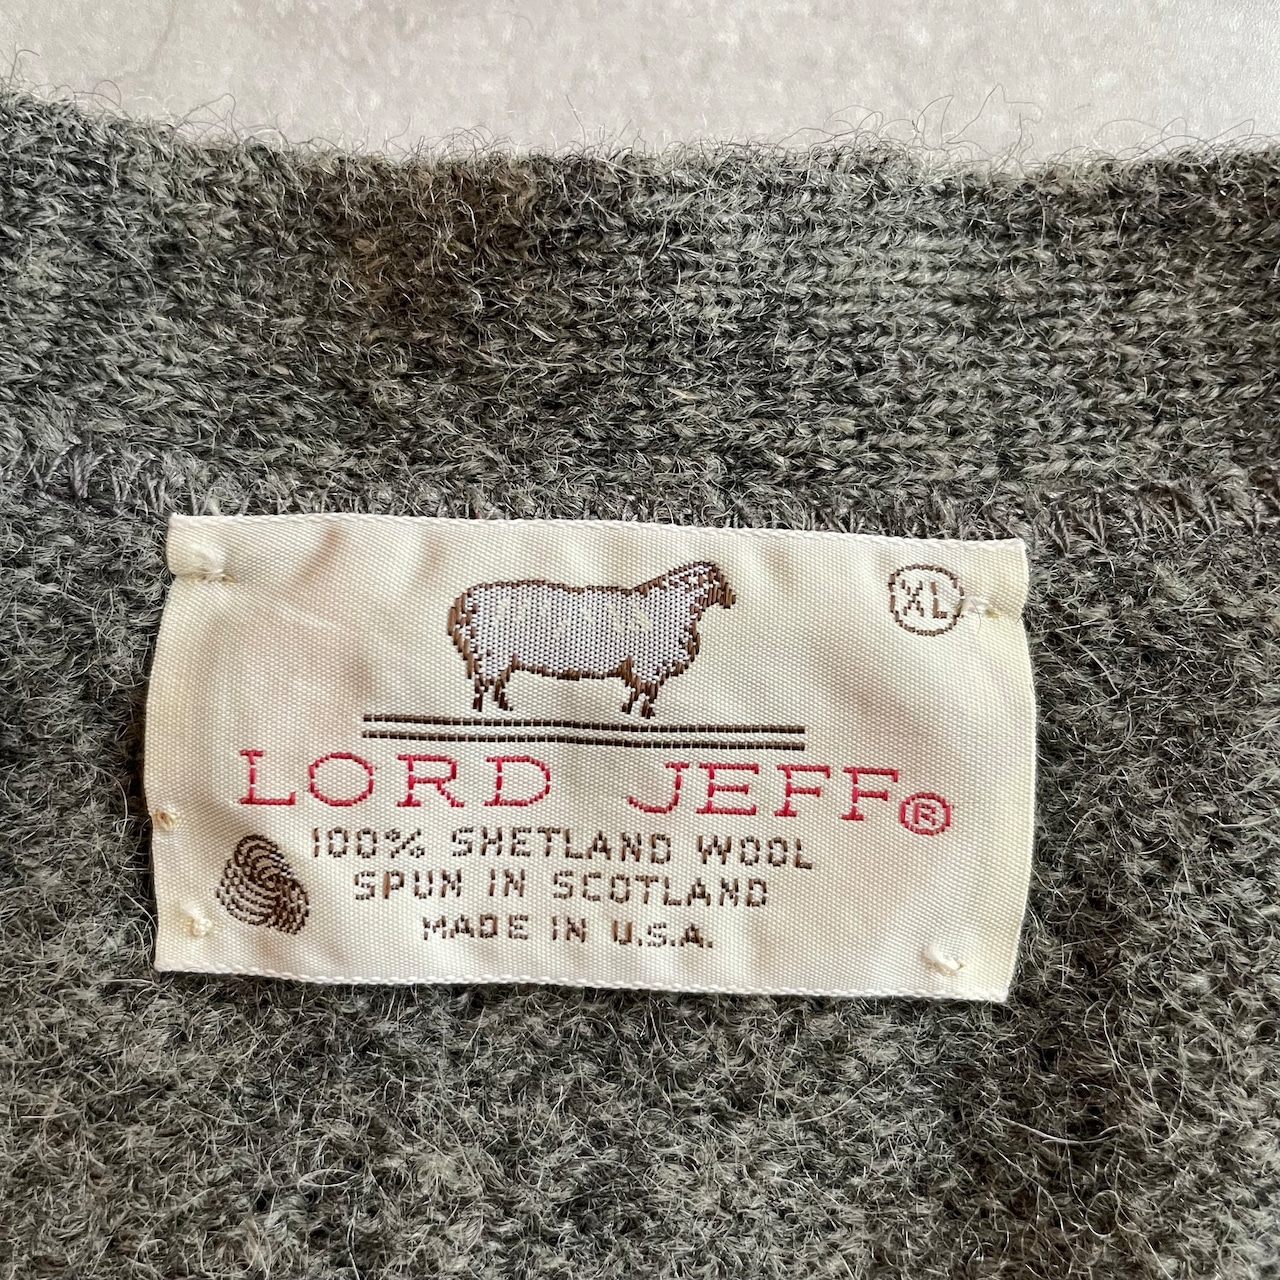 XL
LORD JEFF®
100% SHETLAND WOOL
SPUN IN SCOTLAND
MADE IN U.S.A.